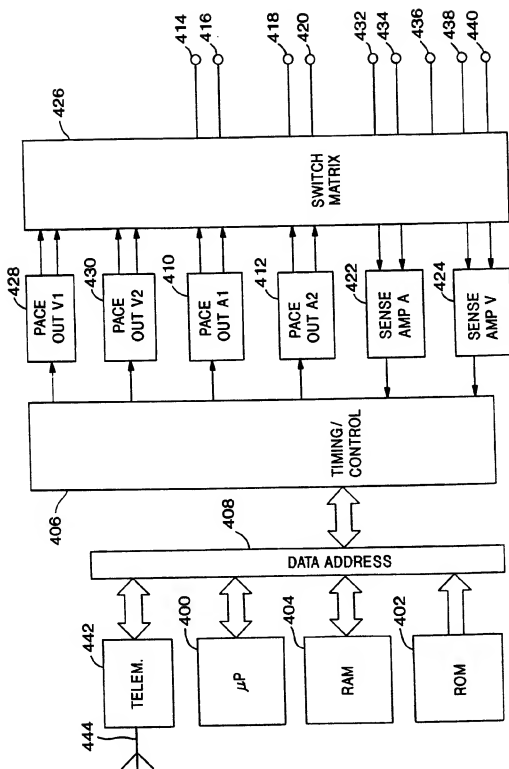 444
442
TELEM.
400
μP
404
RAM
402
ROM
408
DATA ADDRESS
406
TIMING/
CONTROL
428
PACE
OUT V1
430
PACE
OUT V2
410
PACE
OUT A1
412
PACE
OUT A2
422
SENSE
AMP A
424
SENSE
AMP V
426
SWITCH
MATRIX
414
416
418
420
432
434
436
438
440